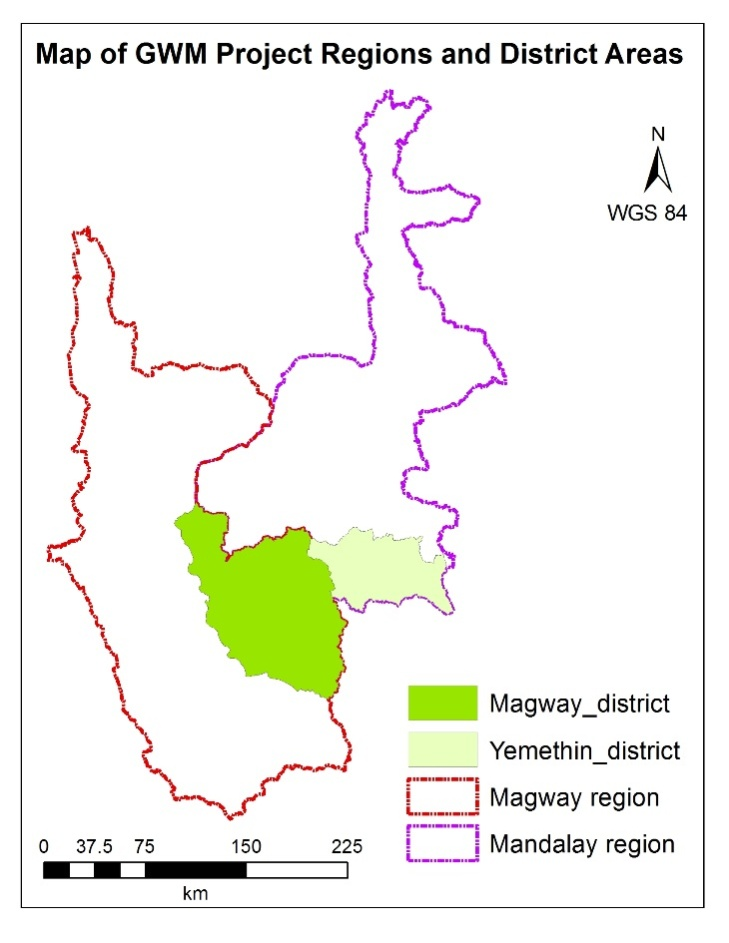 Map of GWM Project Regions and District Areas
N
WGS 84
Magway_district
Yemethin_district
Magway region
Mandalay region
0 37.5 75 150 225
km